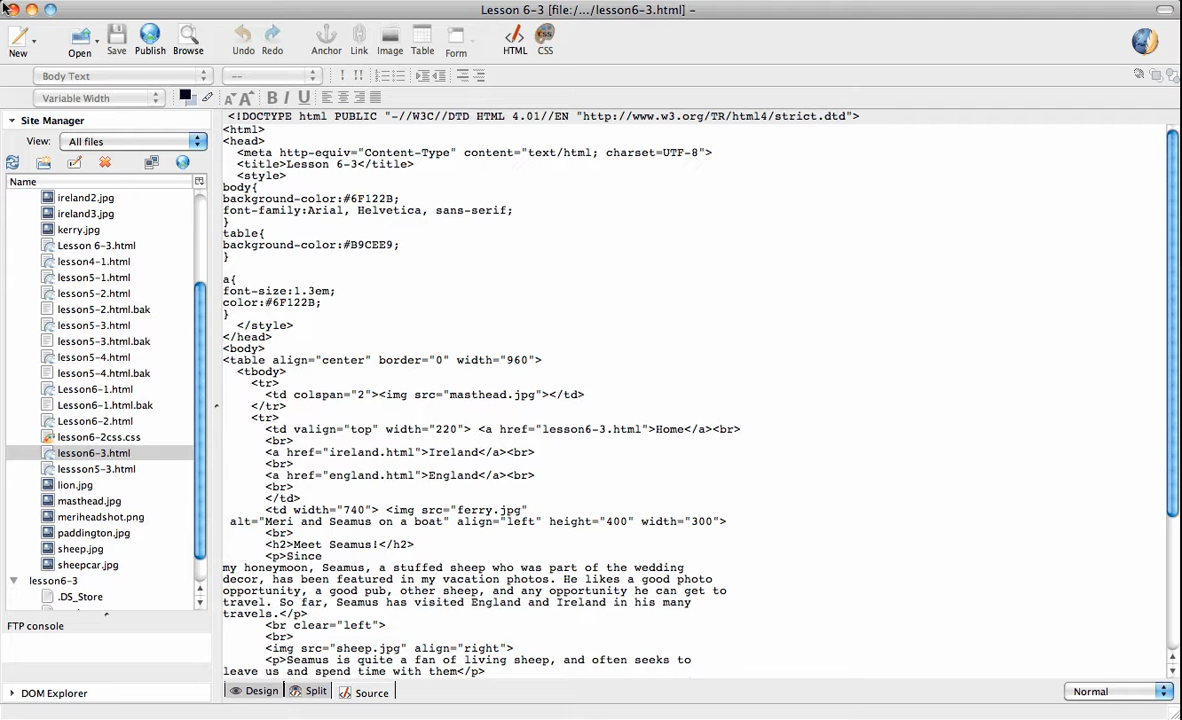 Lesson 6-3 [file:/.../lesson6-3.html] -
New
Open
Save
Publish
Browse
Undo
Redo
Anchor
Link
Image
Table
Form
HTML
CSS
Body Text
--
! !!
Variable Width
A A B I U
Site Manager
View: All files
Name
ireland2.jpg
ireland3.jpg
kerry.jpg
Lesson 6-3.html
lesson4-1.html
lesson5-1.html
lesson5-2.html
lesson5-2.html.bak
lesson5-3.html
lesson5-3.html.bak
lesson5-4.html
lesson5-4.html.bak
Lesson6-1.html
Lesson6-1.html.bak
Lesson6-2.html
lesson6-2css.css
lesson6-3.html
lessson5-3.html
lion.jpg
masthead.jpg
meriheadshot.png
paddington.jpg
sheep.jpg
sheepcar.jpg
lesson6-3
.DS_Store
FTP console
DOM Explorer
<!DOCTYPE html PUBLIC "-//W3C//DTD HTML 4.01//EN "http://www.w3.org/TR/html4/strict.dtd">
<html>
<head>
<meta http-equiv="Content-Type" content="text/html; charset=UTF-8">
<title>Lesson 6-3</title>
<style>
body{
background-color:#6F122B;
font-family:Arial, Helvetica, sans-serif;
}
table{
background-color:#B9CEE9;
}
a{
font-size:1.3em;
color:#6F122B;
}
</style>
</head>
<body>
<table align="center" border="0" width="960">
<tbody>
<tr>
<td colspan="2"><img src="masthead.jpg"></td>
</tr>
<tr>
<td valign="top" width="220"> <a href="lesson6-3.html">Home</a><br>
<br>
<a href="ireland.html">Ireland</a><br>
<br>
<a href="england.html">England</a><br>
<br>
</td>
<td width="740"> <img src="ferry.jpg"
alt="Meri and Seamus on a boat" align="left" height="400" width="300">
<br>
<h2>Meet Seamus!</h2>
<p>Since
my honeymoon, Seamus, a stuffed sheep who was part of the wedding
decor, has been featured in my vacation photos. He likes a good photo
opportunity, a good pub, other sheep, and any opportunity he can get to
travel. So far, Seamus has visited England and Ireland in his many
travels.</p>
<br clear="left">
<br>
<img src="sheep.jpg" align="right">
<p>Seamus is quite a fan of living sheep, and often seeks to
leave us and spend time with them</p>
Design
Split
Source
Normal